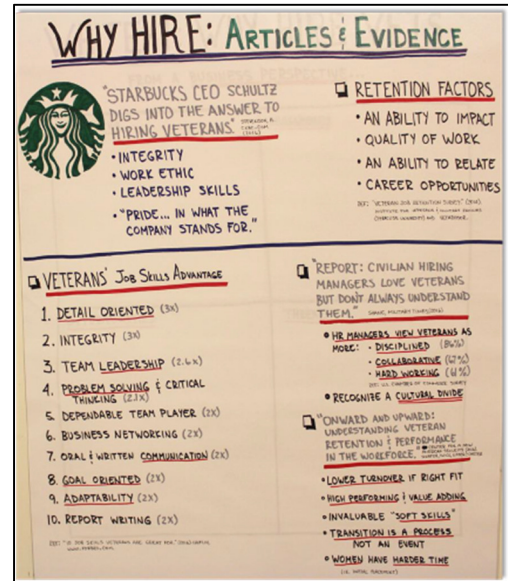 WHY HIRE: ARTICLES & EVIDENCE
"STARBUCKS CEO SCHULTZ
DIGS INTO THE ANSWER TO
HIRING VETERANS."
• INTEGRITY
• WORK ETHIC
• LEADERSHIP SKILLS
• "PRIDE... IN WHAT THE
COMPANY STANDS FOR."
RETENTION FACTORS
• AN ABILITY TO IMPACT
• QUALITY OF WORK
• AN ABILITY TO RELATE
• CAREER OPPORTUNITIES
VETERANS' JOB SKILLS ADVANTAGE
1. DETAIL ORIENTED (3X)
2. INTEGRITY (3X)
3. TEAM LEADERSHIP (2.6X)
4. PROBLEM SOLVING & CRITICAL
THINKING (2.1X)
5. DEPENDABLE TEAM PLAYER (2X)
6. BUSINESS NETWORKING (2X)
7. ORAL & WRITTEN COMMUNICATION (2X)
8. GOAL ORIENTED (2X)
9. ADAPTABILITY (2X)
10. REPORT WRITING (2X)
"REPORT: CIVILIAN HIRING
MANAGERS LOVE VETERANS
BUT DON'T ALWAYS UNDERSTAND
THEM."
• HR MANAGERS VIEW VETERANS AS
MORE: • DISCIPLINED (86%)
• COLLABORATIVE (67%)
• HARD WORKING (61%)
• RECOGNIZE A CULTURAL DIVIDE
"ONWARD AND UPWARD:
UNDERSTANDING VETERAN
RETENTION & PERFORMANCE
IN THE WORKFORCE."
• LOWER TURNOVER IF RIGHT FIT
• HIGH PERFORMING & VALUE ADDING
• INVALUABLE "SOFT SKILLS"
• TRANSITION IS A PROCESS
NOT AN EVENT
• WOMEN HAVE HARDER TIME